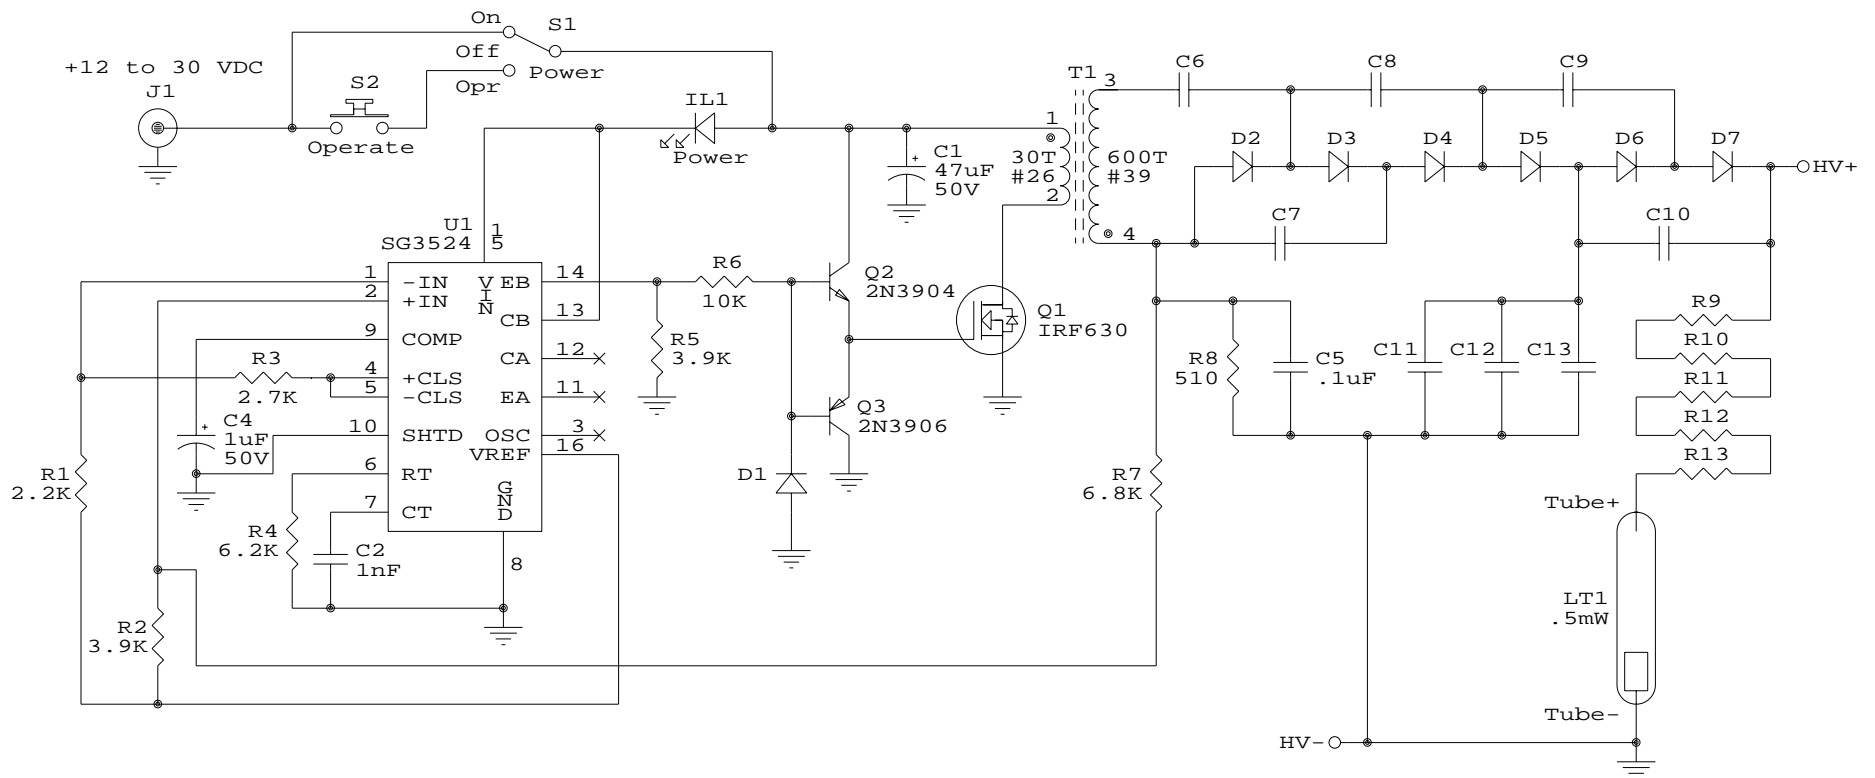 +12 to 30 VDC
J1
S2
Operate
On
Off
Opr
S1
Power
IL1
Power
C1
47uF
50V
T1
1
2
3
4
30T
#26
600T
#39
C6
C8
C9
D2
D3
D4
D5
D6
D7
HV+
C7
C10
U1
SG3524
1
5
1
-IN
2
+IN
9
COMP
4
+CLS
5
-CLS
10
SHTD
6
RT
7
CT
V
I
N
EB
14
CB
13
CA
12
EA
11
OSC
3
VREF
16
G
N
D
8
R3
2.7K
C4
1uF
50V
R1
2.2K
R4
6.2K
C2
1nF
R2
3.9K
R6
10K
R5
3.9K
D1
Q2
2N3904
Q3
2N3906
Q1
IRF630
R7
6.8K
R8
510
C5
.1uF
C11
C12
C13
R9
R10
R11
R12
R13
Tube+
LT1
.5mW
Tube-
HV-